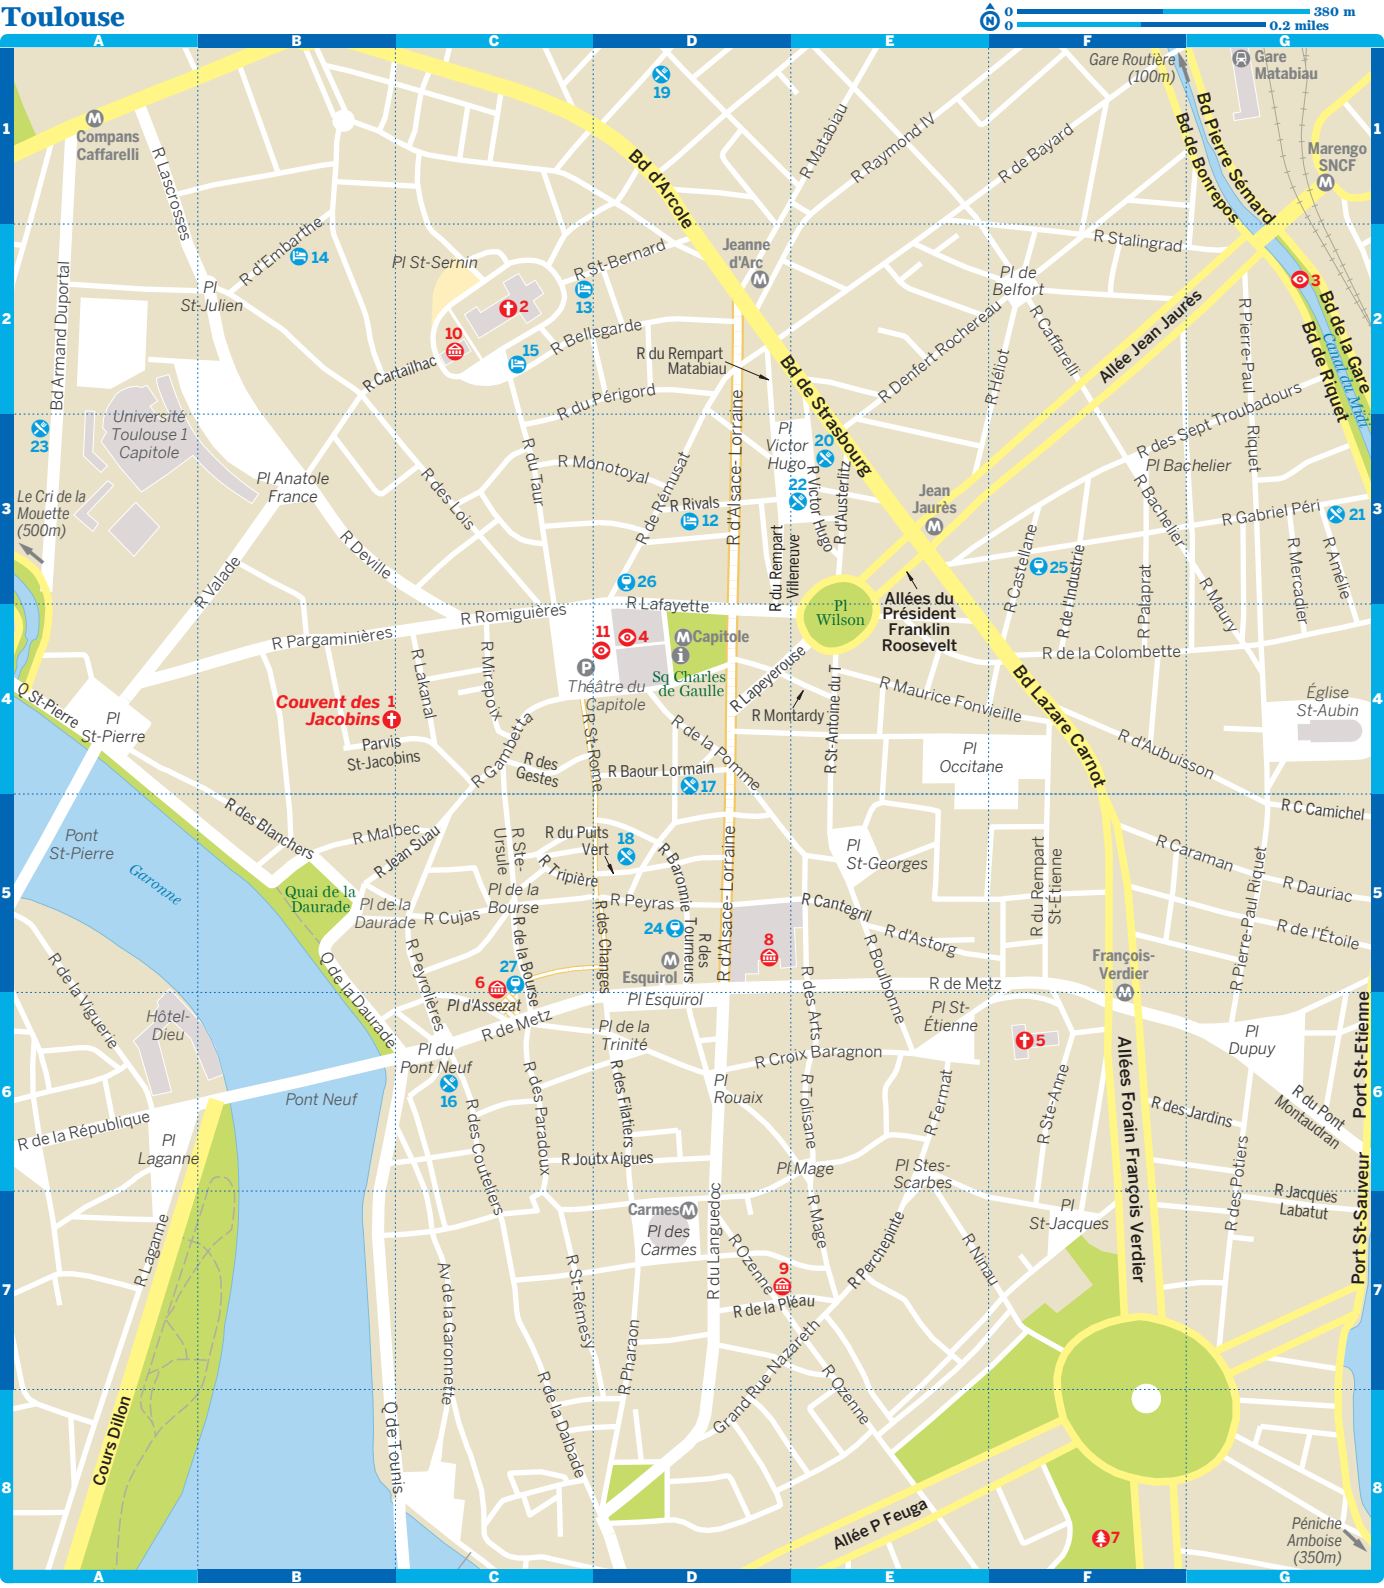 Toulouse
0 380 m
0 0.2 miles
N
A B C D E F G
1
2
3
4
5
6
7
8
Gare Routière
(100m)
Gare
Matabiau
19
Compans
Caffarelli
R Lascrosses
Bd d'Arcole
R Matabiau
R Raymond IV
R de Bayard
Bd Pierre Sémard
Bd de Bonrepos
Marengo
SNCF
R d'Embarthe
14
Pl St-Sernin
R St-Bernard
13
Jeanne
d'Arc
R Stalingrad
Pl de
Belfort
3
Pl
St-Julien
Bd Armand Duportal
2
10
15
R Bellegarde
R Cartailhac
R du Périgord
R du Rempart
Matabiau
Bd de Strasbourg
R Denfert Rochereau
R Héliot
R Caffarelli
Allée Jean Jaurès
R Pierre-Paul Riquet
Bd de la Gare
Bd de Riquet
Canal du Midi
Université
Toulouse 1
Capitole
23
Pl Anatole
France
Le Cri de la
Mouette
(500m)
R des Lois
R du Taur
R Monotoyal
R de Rémusat
R Rivals
12
R d'Alsace-Lorraine
Pl
Victor
Hugo
20
22
R Victor Hugo
R d'Austerlitz
R du Rempart
Villeneuve
Jean
Jaurès
R des Sept Troubadours
Pl Bachelier
R Bachelier
R Gabriel Péri
21
R Mercadier
R Amélie
R Castellane
25
R de l'Industrie
R Palaprat
R Maury
R Deville
R Valade
26
R Lafayette
R Romiguières
R Pargaminières
Pl
Wilson
Allées du
Président
Franklin
Roosevelt
R de la Colombette
11
4
Capitole
P
Théâtre du
Capitole
Sq Charles
de Gaulle
R Lapeyerouse
R Montardy
R St-Antoine du T
R Maurice Fonvieille
Bd Lazare Carnot
Église
St-Aubin
Q St-Pierre
Pl
St-Pierre
Couvent des 1
Jacobins
Parvis
St-Jacobins
R Lakanal
R Mirepoix
R Gambetta
R des
Gestes
R St-Rome
R de la Pomme
R Baour Lormain
17
Pl
Occitane
R d'Aubuisson
R C Camichel
Pont
St-Pierre
Garonne
R des Blanchers
R Malbec
R Jean Suau
R Ste-
Ursule
R du Puits
Vert
18
R Tripière
R Baronnie
Pl
St-Georges
R du Rempart
St-Étienne
R Caraman
R Dauriac
R Pierre-Paul Riquet
R de l'Étoile
Quai de la
Daurade
Pl de la
Daurade
R Cujas
Pl de la
Bourse
R de la Bourse
R Peyras
R des Changes
24
R des
Tourneurs
R d'Alsace-Lorraine
8
R Cantegril
R d'Astorg
R Boulbonne
Esquirol
François-
Verdier
R de la Viguerie
Q de la Daurade
R Peyrolières
6
27
Pl d'Assezat
R de Metz
Pl Esquirol
R de Metz
R des Arts
Pl St-
Étienne
5
Hôtel-
Dieu
Pl du
Pont Neuf
16
Pl de la
Trinité
R Croix Baragnon
Pl
Dupuy
Port St-Etienne
Pont Neuf
R de la République
Pl
Laganne
R des Couteliers
R des Paradoux
R des Filatiers
R Joutx Aigues
Pl
Rouaix
R Tolisane
R Fermat
R Ste-Anne
Allées Forain François Verdier
R des Jardins
R du Pont
Montaudran
Pl Mage
Pl Stes-
Scarbes
R des Potiers
R Jacques
Labatut
Port St-Sauveur
Carmes
Pl des
Carmes
R du Languedoc
R Ozenne
R Mage
R Perchepinte
R Ninau
Pl
St-Jacques
9
R de la Pléau
R Laganne
Av de la Garonnette
R St-Rémesy
R Pharaon
Grand Rue Nazareth
R Ozenne
Cours Dillon
Q de Tounis
R de la Dalbade
Allée P Feuga
7
Péniche
Amboise
(350m)
A B C D E F G